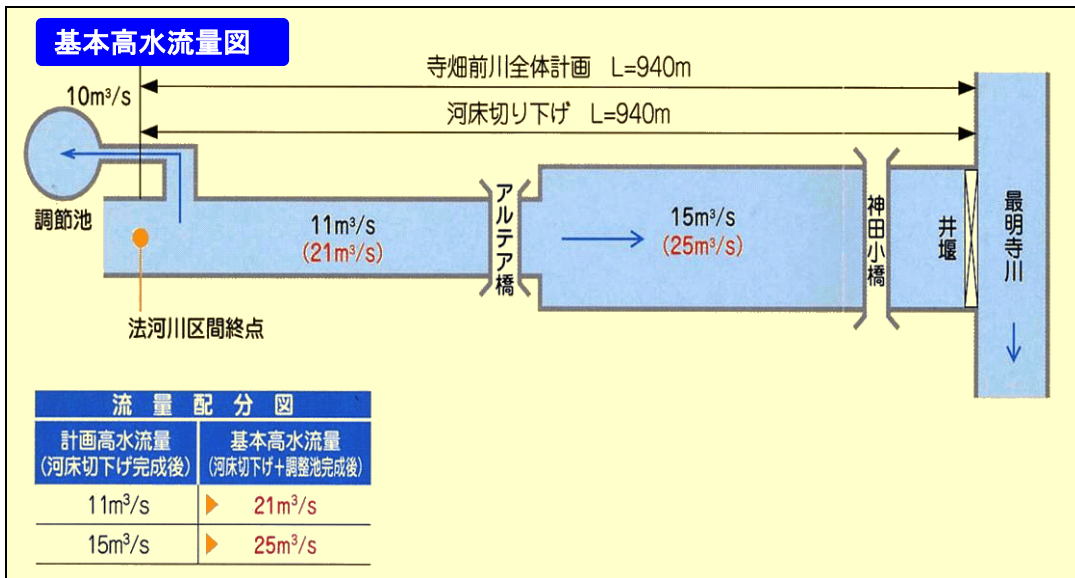 基本高水流量図
寺畑前川全体計画 L=940m
10m³/s
河床切り下げ L=940m
調節池
11m³/s
(21m³/s)
アルテア橋
15m³/s
(25m³/s)
神田小橋
井堰
最明寺川
法河川区間終点
流量配分図
計画高水流量
(河床切下げ完成後)
基本高水流量
(河床切下げ+調整池完成後)
11m³/s ▶ 21m³/s
15m³/s ▶ 25m³/s